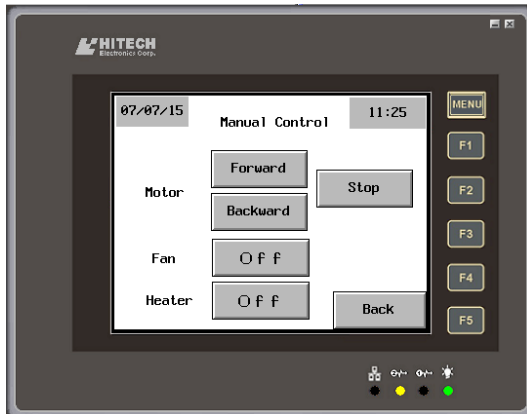 HITECH
Electronics Corp.
07/07/15
Manual Control
11:25
MENU
F1
Forward
Motor
Stop
F2
Backward
F3
Fan
Off
F4
Heater
Off
Back
F5